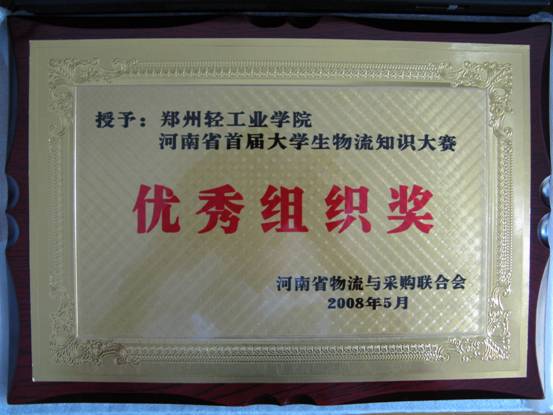 授予：郑州轻工业学院
河南省首届大学生物流知识大赛
优秀组织奖
河南省物流与采购联合会
2008年5月